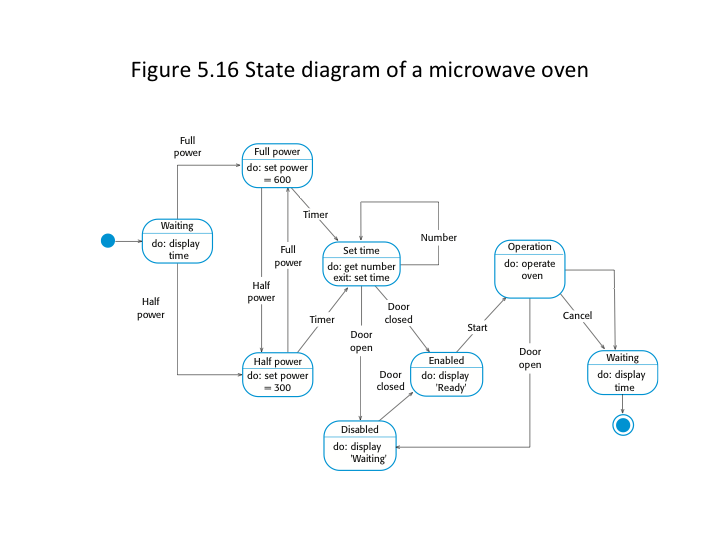 Figure 5.16 State diagram of a microwave oven
Full
power
Full power
do: set power
= 600
Timer
Waiting
do: display
time
Full
power
Half
power
Half
power
Set time
do: get number
exit: set time
Number
Operation
do: operate
oven
Timer
Door
open
Door
closed
Start
Cancel
Door
open
Half power
do: set power
= 300
Door
closed
Enabled
do: display
'Ready'
Waiting
do: display
time
Disabled
do: display
'Waiting'